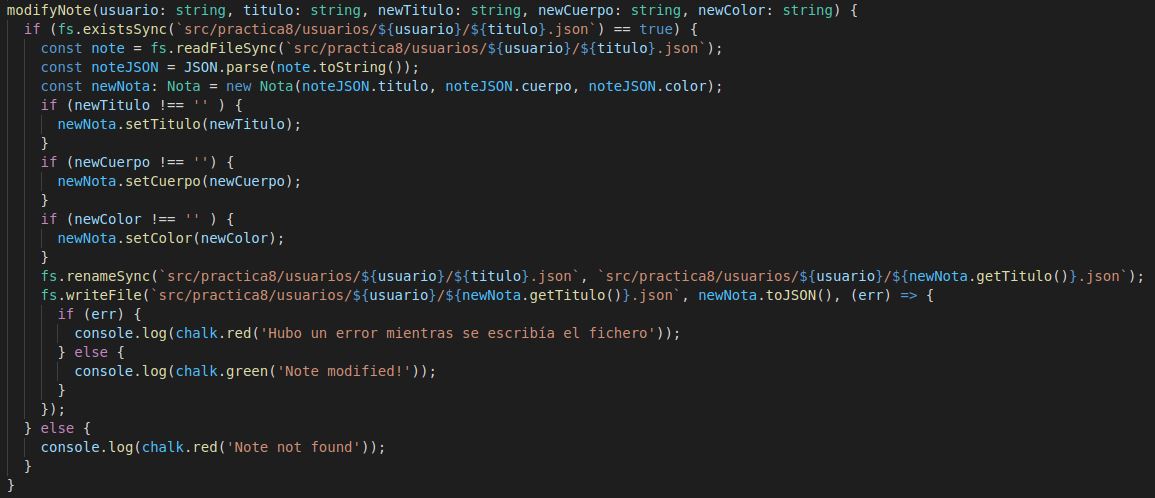 modifyNote(usuario: string, titulo: string, newTitulo: string, newCuerpo: string, newColor: string) {
  if (fs.existsSync(`src/practica8/usuarios/${usuario}/${titulo}.json`) == true) {
    const note = fs.readFileSync(`src/practica8/usuarios/${usuario}/${titulo}.json`);
    const noteJSON = JSON.parse(note.toString());
    const newNota: Nota = new Nota(noteJSON.titulo, noteJSON.cuerpo, noteJSON.color);
    if (newTitulo !== '' ) {
      newNota.setTitulo(newTitulo);
    }
    if (newCuerpo !== '') {
      newNota.setCuerpo(newCuerpo);
    }
    if (newColor !== '' ) {
      newNota.setColor(newColor);
    }
    fs.renameSync(`src/practica8/usuarios/${usuario}/${titulo}.json`, `src/practica8/usuarios/${usuario}/${newNota.getTitulo()}.json`);
    fs.writeFile(`src/practica8/usuarios/${usuario}/${newNota.getTitulo()}.json`, newNota.toJSON(), (err) => {
      if (err) {
        console.log(chalk.red('Hubo un error mientras se escribía el fichero'));
      } else {
        console.log(chalk.green('Note modified!'));
      }
    });
  } else {
    console.log(chalk.red('Note not found'));
  }
}